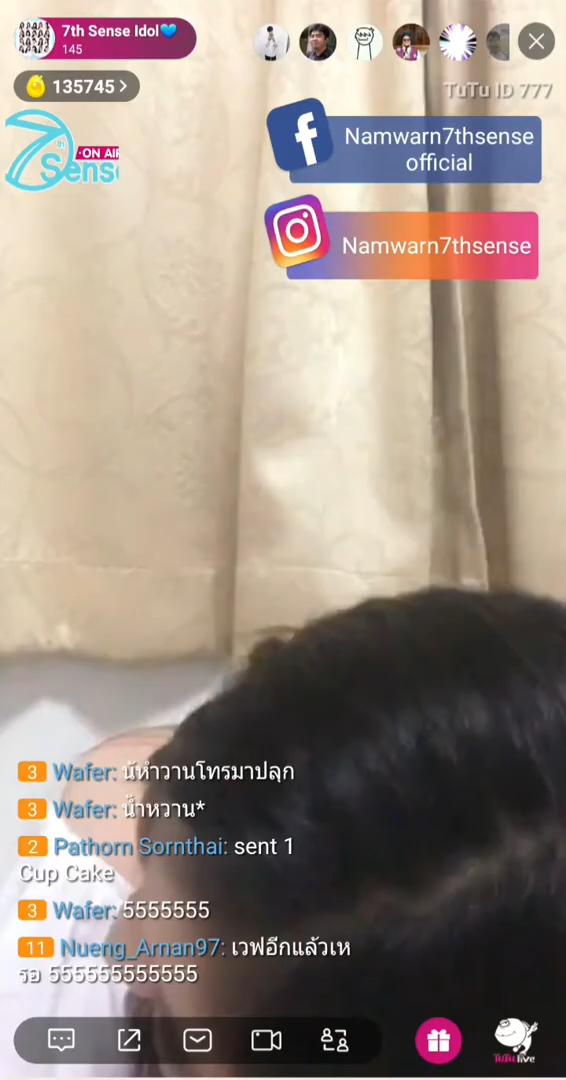 7th Sense Idol💙
145
135745
TuTu ID 777
7th Sense
·ON AIR
Namwarn7thsense
official
Namwarn7thsense
3 Wafer: นัหำวานโทรมาปลุก
3 Wafer: น้ำหวาน*
2 Pathorn Sornthai: sent 1
Cup Cake
3 Wafer: 5555555
11 Nueng_Arnan97: เวฟอีกแล้วเห
รอ 555555555555
TuTu live